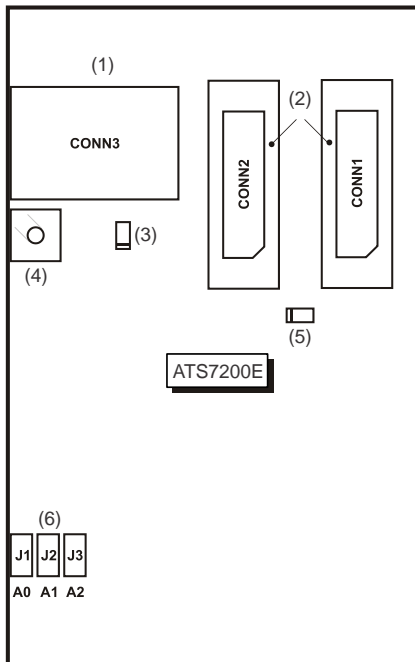 (1)
CONN3
(2)
CONN2
CONN1
(3)
(4)
(5)
ATS7200E
(6)
J1 J2 J3
A0 A1 A2